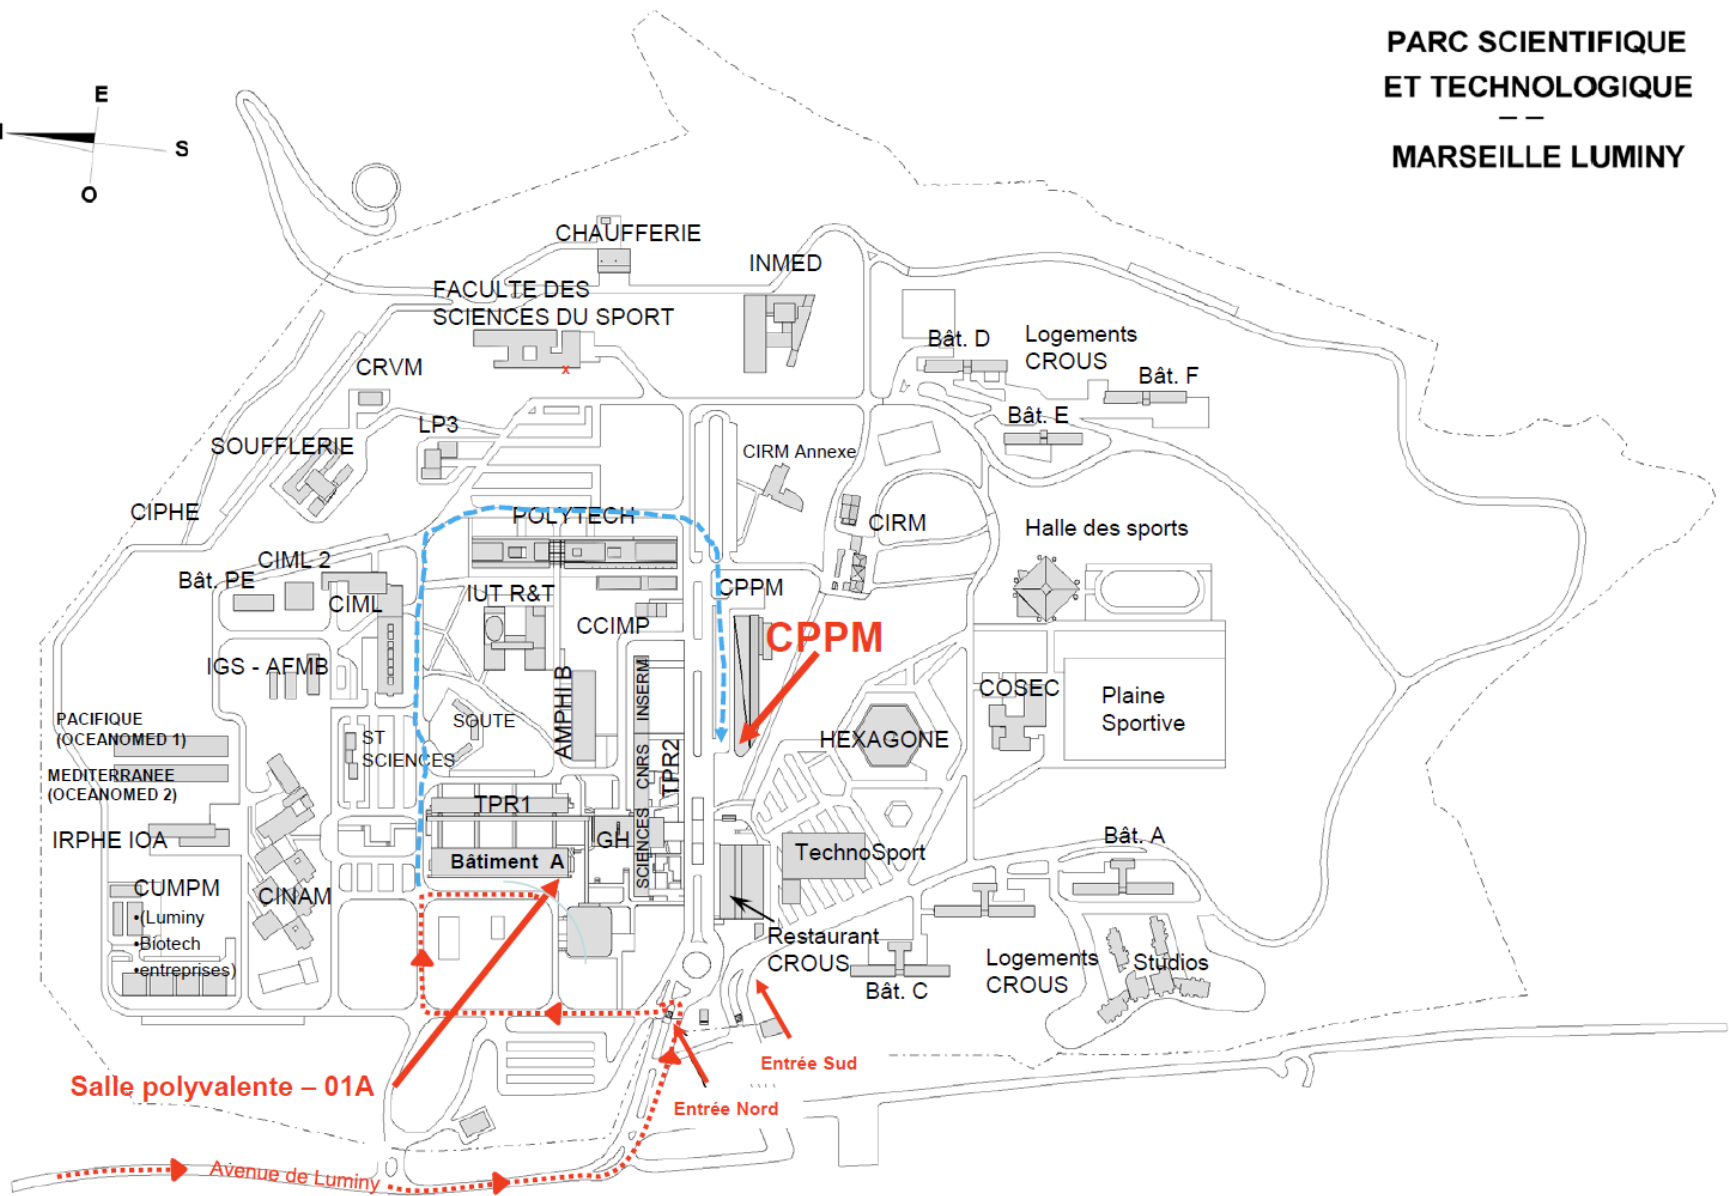 PARC SCIENTIFIQUE
ET TECHNOLOGIQUE
– –
MARSEILLE LUMINY
E
S
O
CHAUFFERIE
INMED
FACULTE DES
SCIENCES DU SPORT
x
CRVM
LP3
SOUFFLERIE
CIPHE
Bât. D
Logements
CROUS
Bât. F
Bât. E
CIRM Annexe
CIRM
Halle des sports
POLYTECH
CIML 2
Bât. PE
CIML
IUT R&T
CCIMP
CPPM
CPPM
IGS - AFMB
AMPHI B
INSERM
CNRS
SCIENCES
TPR2
COSEC
Plaine
Sportive
HEXAGONE
PACIFIQUE
(OCEANOMED 1)
MEDITERRANEE
(OCEANOMED 2)
ST
SCIENCES
SOUTE
IRPHE IOA
TPR1
GH
Bâtiment A
TechnoSport
Bât. A
CUMPM
•(Luminy
•Biotech
•entreprises)
CINAM
Restaurant
CROUS
Bât. C
Logements
CROUS
Studios
Entrée Sud
Entrée Nord
Salle polyvalente – 01A
Avenue de Luminy